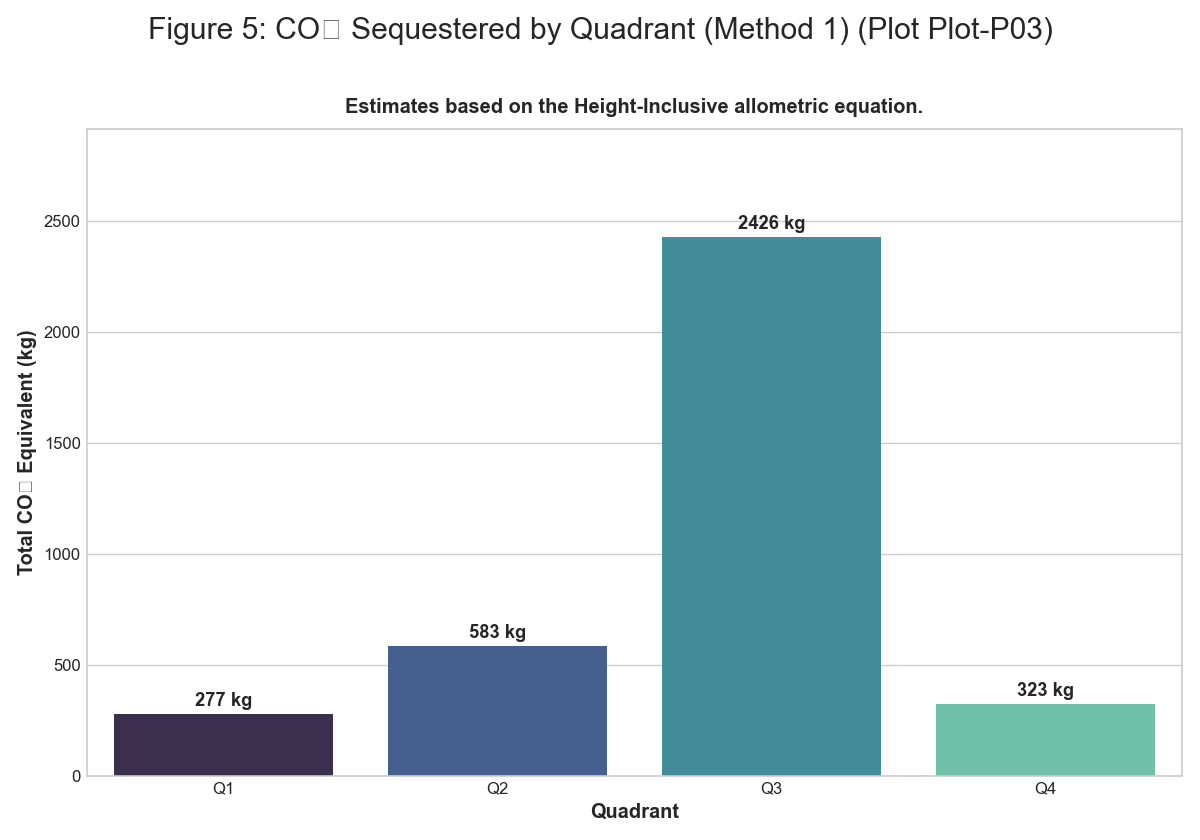 Figure 5: CO□ Sequestered by Quadrant (Method 1) (Plot Plot-P03)
Estimates based on the Height-Inclusive allometric equation.
Total CO□ Equivalent (kg)
2500
2000
1500
1000
500
0
277 kg
583 kg
2426 kg
323 kg
Q1
Q2
Q3
Q4
Quadrant